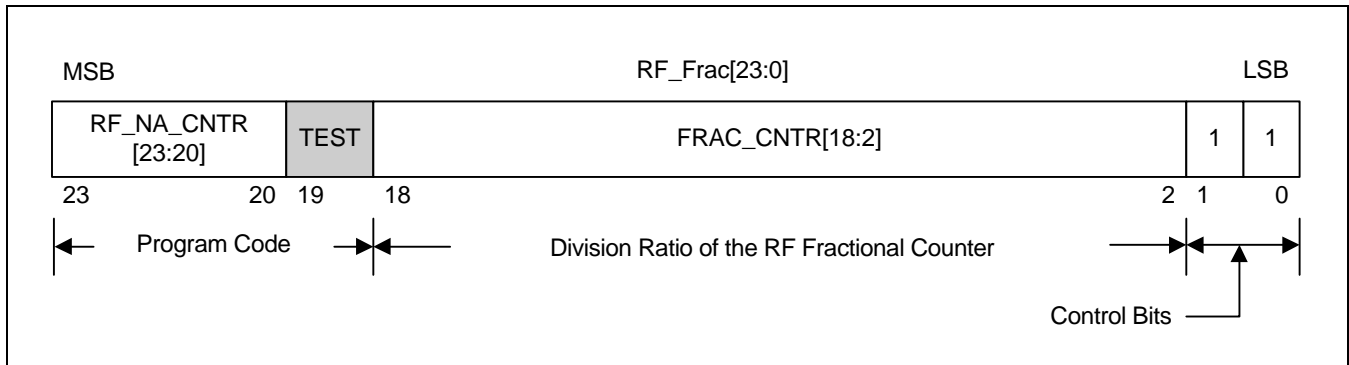 MSB RF_Frac[23:0] LSB
RF_NA_CNTR
[23:20]
TEST
FRAC_CNTR[18:2]
1
1
23 20 19 18 2 1 0
Program Code
Division Ratio of the RF Fractional Counter
Control Bits